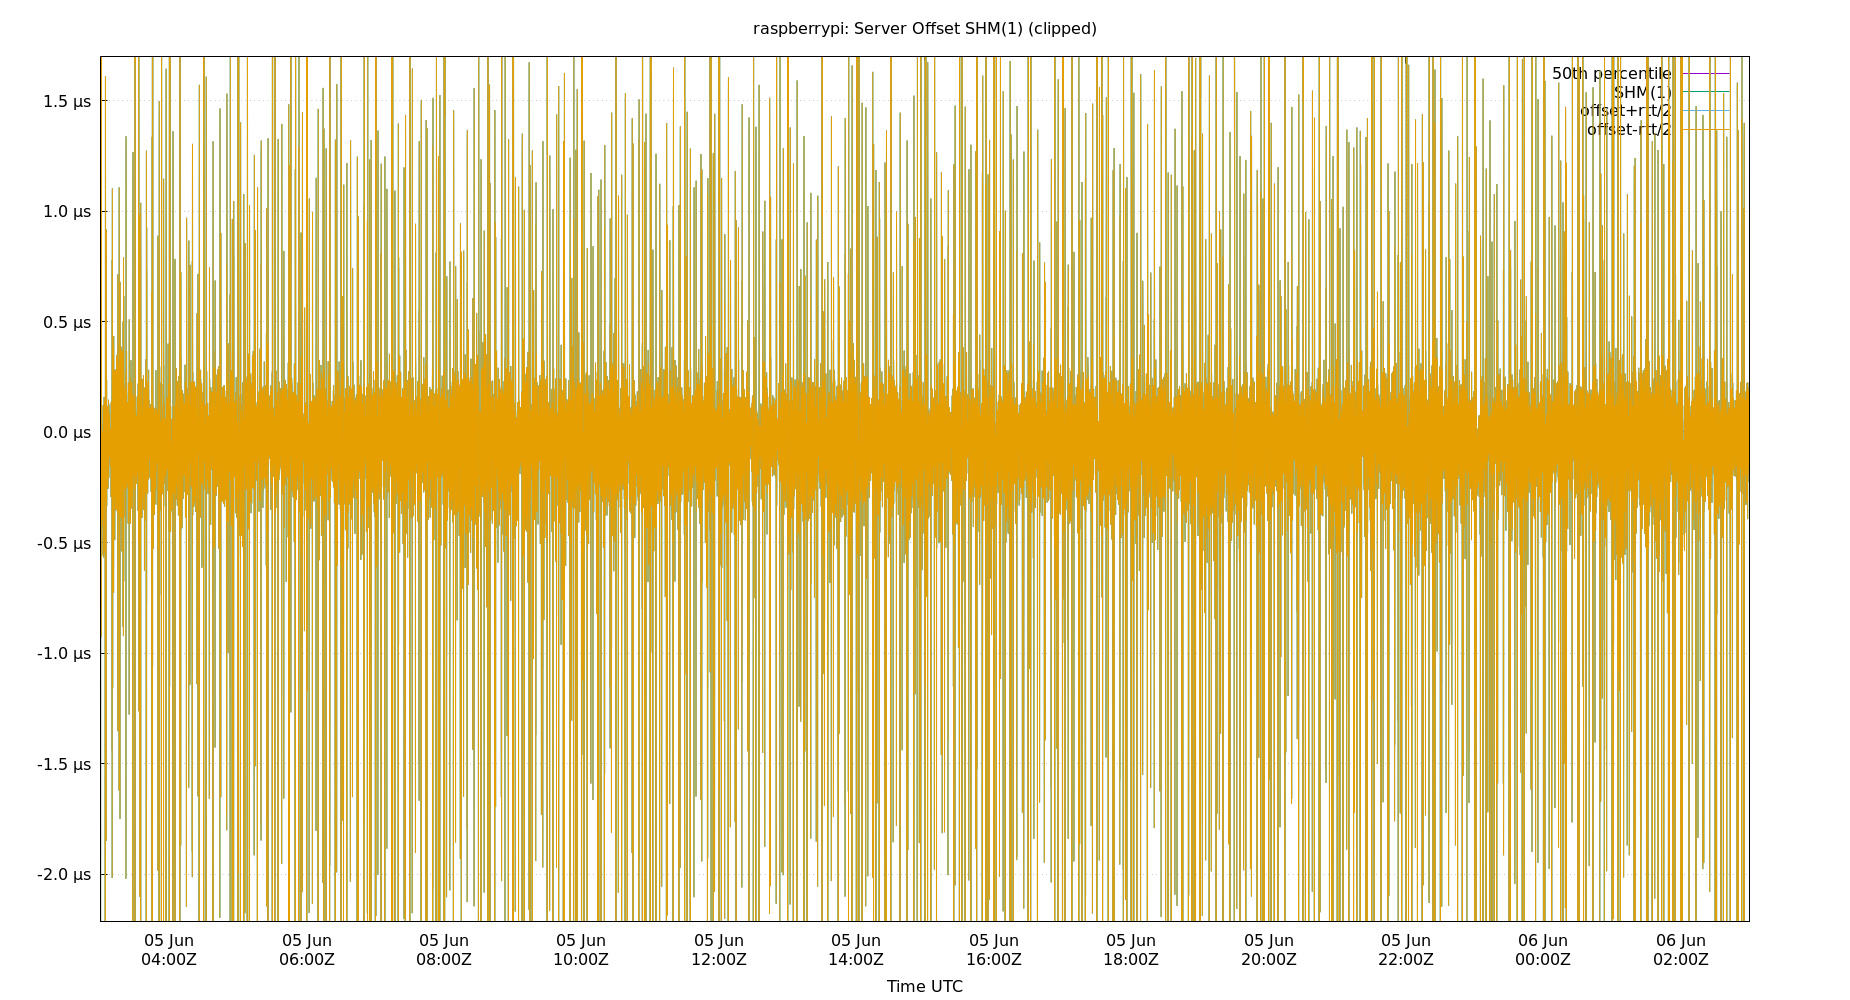 raspberrypi: Server Offset SHM(1) (clipped)
50th percentile
SHM(1)
offset+rtt/2
offset-rtt/2
1.5 µs
1.0 µs
0.5 µs
0.0 µs
-0.5 µs
-1.0 µs
-1.5 µs
-2.0 µs
05 Jun 05 Jun 05 Jun 05 Jun 05 Jun 05 Jun 05 Jun 05 Jun 05 Jun 05 Jun 06 Jun 06 Jun
04:00Z 06:00Z 08:00Z 10:00Z 12:00Z 14:00Z 16:00Z 18:00Z 20:00Z 22:00Z 00:00Z 02:00Z
Time UTC